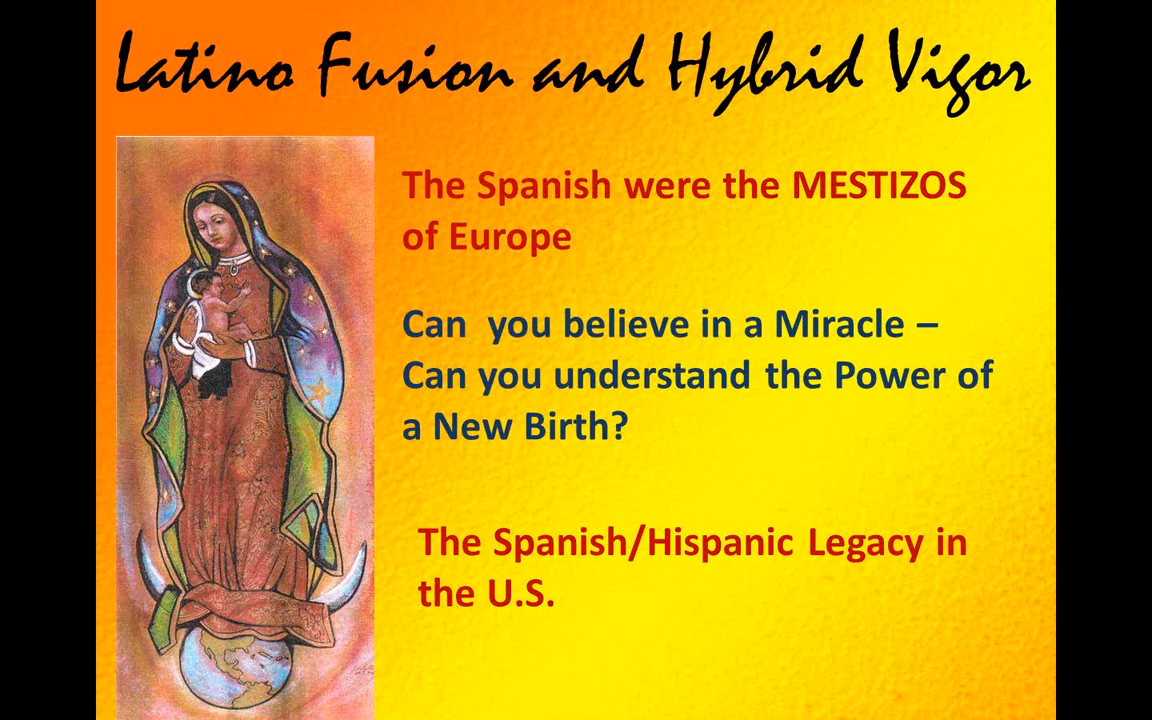 Latino Fusion and Hybrid Vigor
The Spanish were the MESTIZOS
of Europe
Can you believe in a Miracle –
Can you understand the Power of
a New Birth?
The Spanish/Hispanic Legacy in
the U.S.